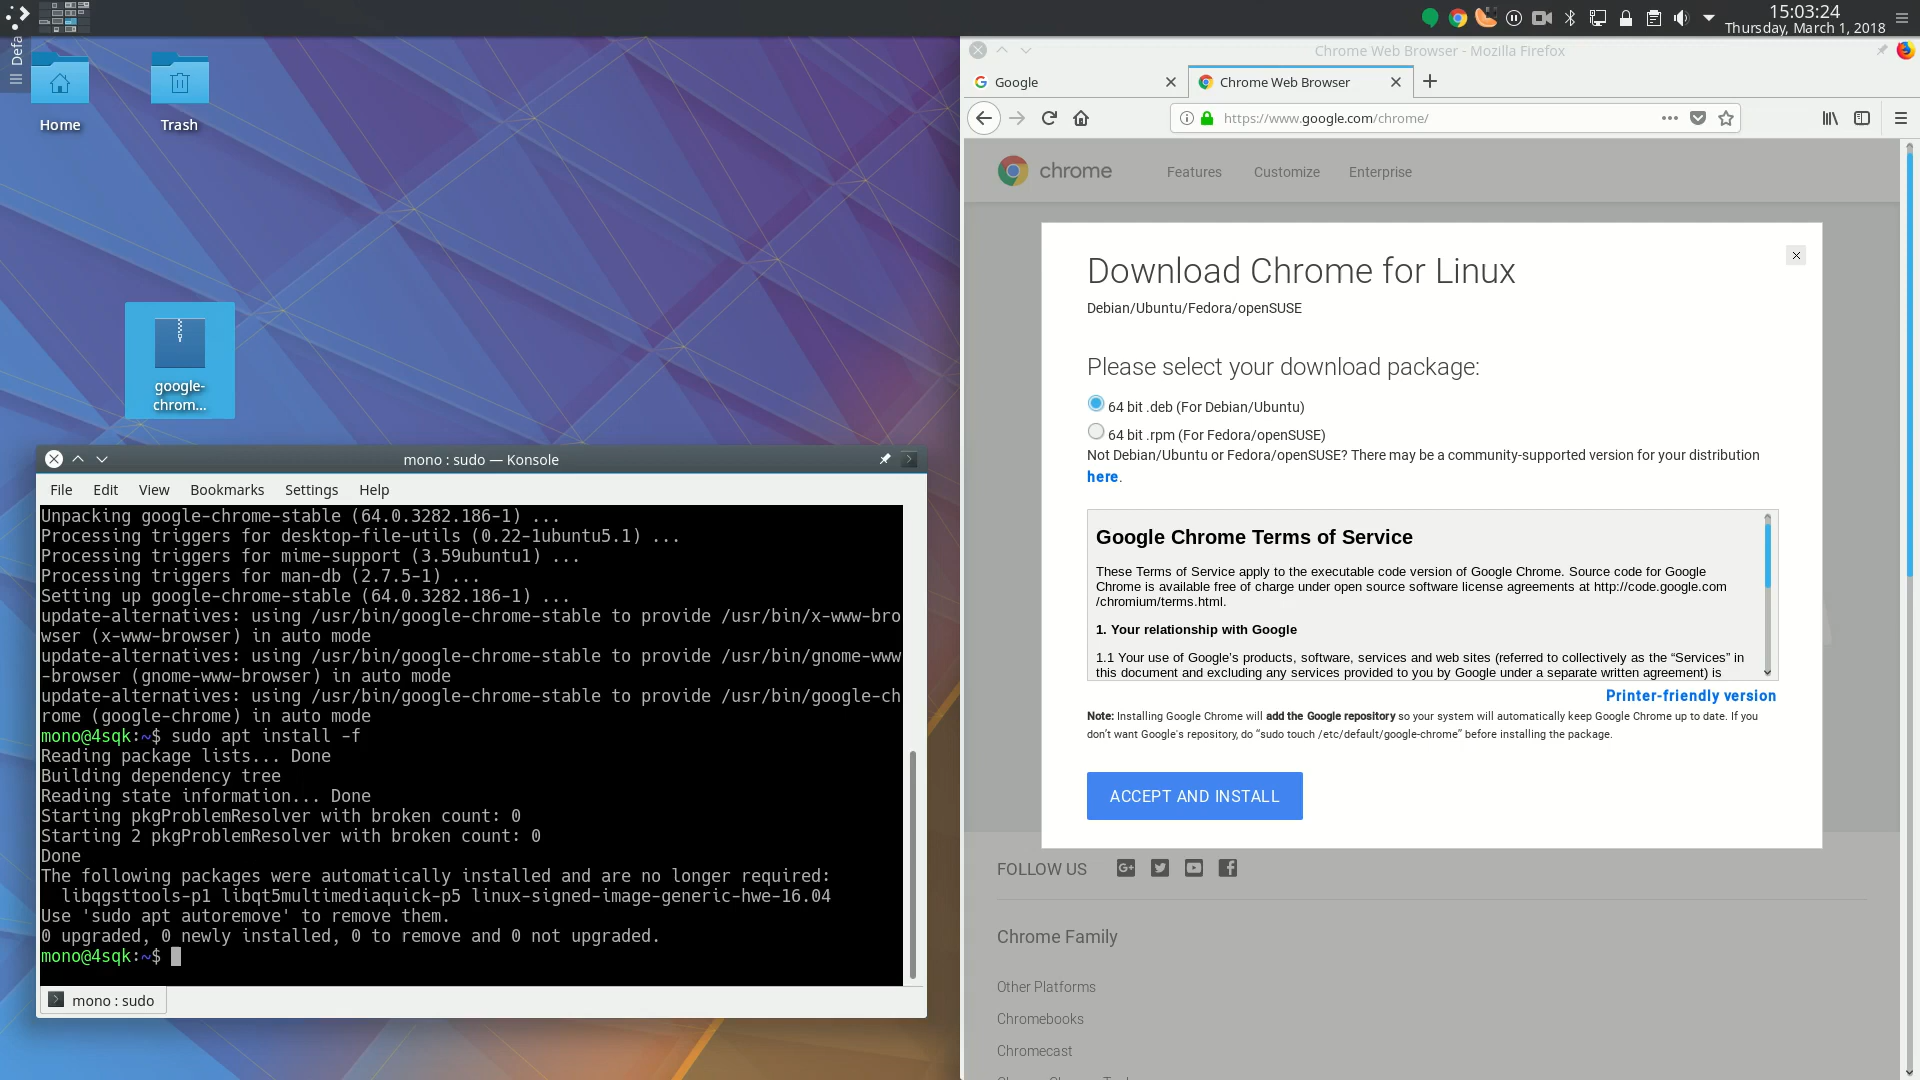 15:03:24
Thursday, March 1, 2018
Defa
Home
Trash
google-
chrom...
mono : sudo — Konsole
File Edit View Bookmarks Settings Help
Unpacking google-chrome-stable (64.0.3282.186-1) ...
Processing triggers for desktop-file-utils (0.22-1ubuntu5.1) ...
Processing triggers for mime-support (3.59ubuntu1) ...
Processing triggers for man-db (2.7.5-1) ...
Setting up google-chrome-stable (64.0.3282.186-1) ...
update-alternatives: using /usr/bin/google-chrome-stable to provide /usr/bin/x-www-bro
wser (x-www-browser) in auto mode
update-alternatives: using /usr/bin/google-chrome-stable to provide /usr/bin/gnome-www
-browser (gnome-www-browser) in auto mode
update-alternatives: using /usr/bin/google-chrome-stable to provide /usr/bin/google-ch
rome (google-chrome) in auto mode
mono@4sqk:~$ sudo apt install -f
Reading package lists... Done
Building dependency tree
Reading state information... Done
Starting pkgProblemResolver with broken count: 0
Starting 2 pkgProblemResolver with broken count: 0
Done
The following packages were automatically installed and are no longer required:
libqgsttools-p1 libqt5multimediaquick-p5 linux-signed-image-generic-hwe-16.04
Use 'sudo apt autoremove' to remove them.
0 upgraded, 0 newly installed, 0 to remove and 0 not upgraded.
mono@4sqk:~$
mono : sudo
Chrome Web Browser - Mozilla Firefox
Google
Chrome Web Browser
https://www.google.com/chrome/
chrome Features Customize Enterprise
Download Chrome for Linux
Debian/Ubuntu/Fedora/openSUSE
Please select your download package:
64 bit .deb (For Debian/Ubuntu)
64 bit .rpm (For Fedora/openSUSE)
Not Debian/Ubuntu or Fedora/openSUSE? There may be a community-supported version for your distribution
here.
Google Chrome Terms of Service
These Terms of Service apply to the executable code version of Google Chrome. Source code for Google
Chrome is available free of charge under open source software license agreements at http://code.google.com
/chromium/terms.html.
1. Your relationship with Google
1.1 Your use of Google’s products, software, services and web sites (referred to collectively as the “Services” in
this document and excluding any services provided to you by Google under a separate written agreement) is
Printer-friendly version
Note: Installing Google Chrome will add the Google repository so your system will automatically keep Google Chrome up to date. If you
don’t want Google's repository, do “sudo touch /etc/default/google-chrome” before installing the package.
ACCEPT AND INSTALL
FOLLOW US
Chrome Family
Other Platforms
Chromebooks
Chromecast